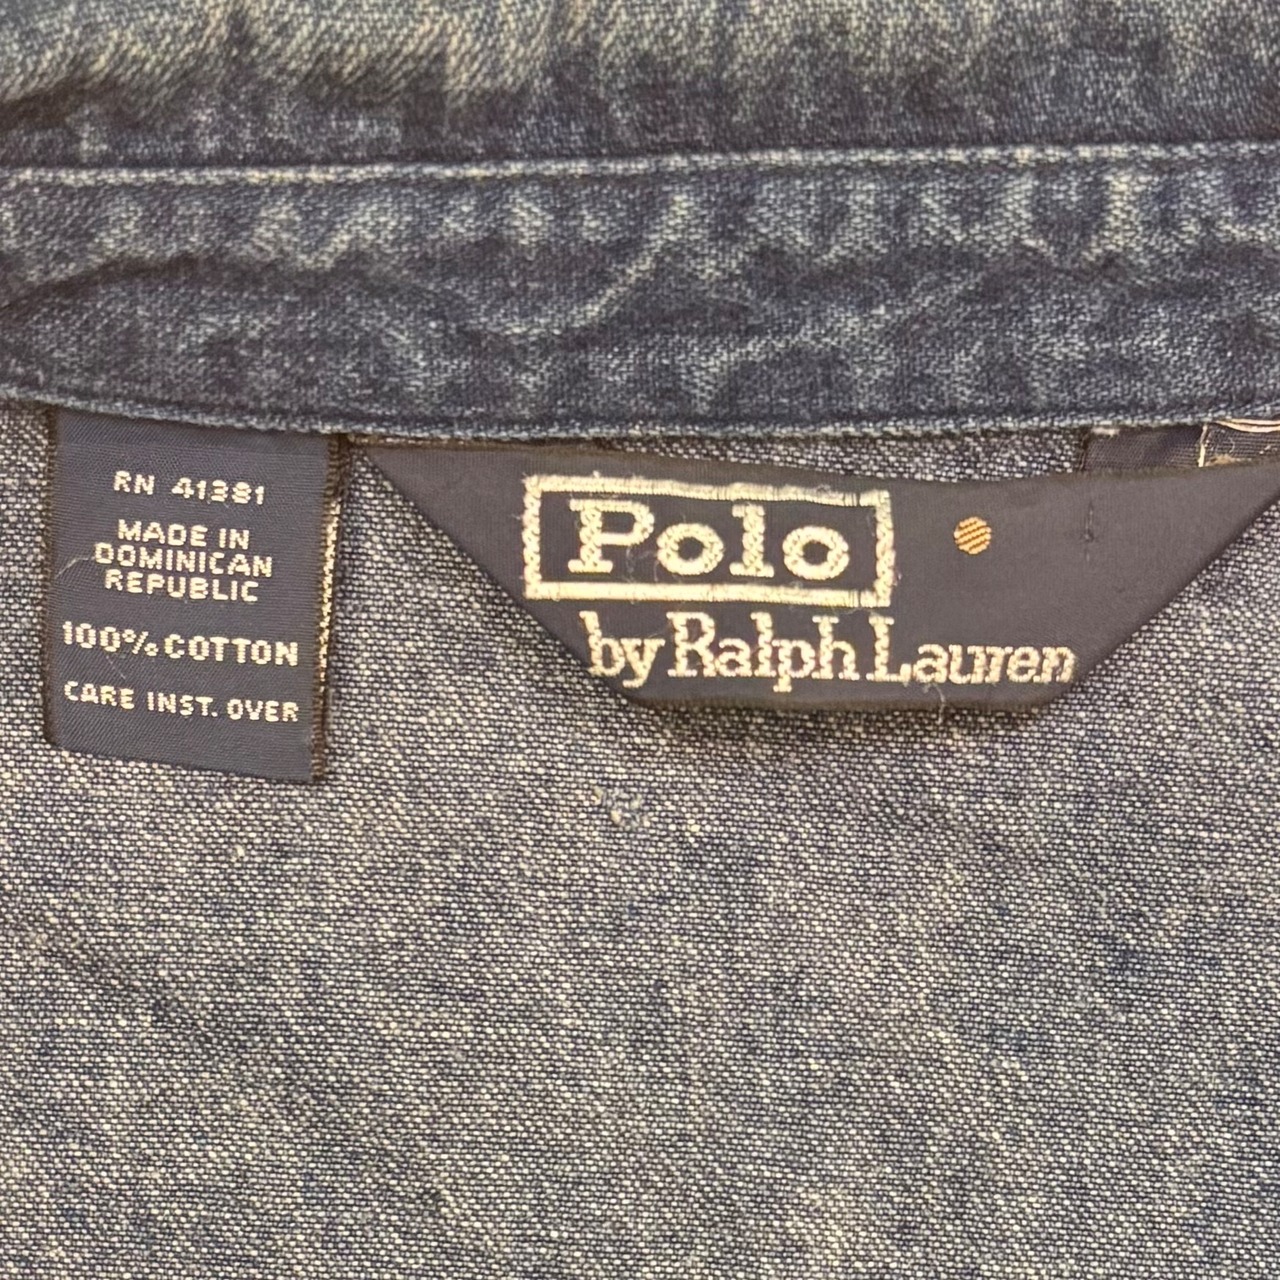 RN 41381
MADE IN
DOMINICAN
REPUBLIC
100% COTTON
CARE INST. OVER
Polo
by Ralph Lauren